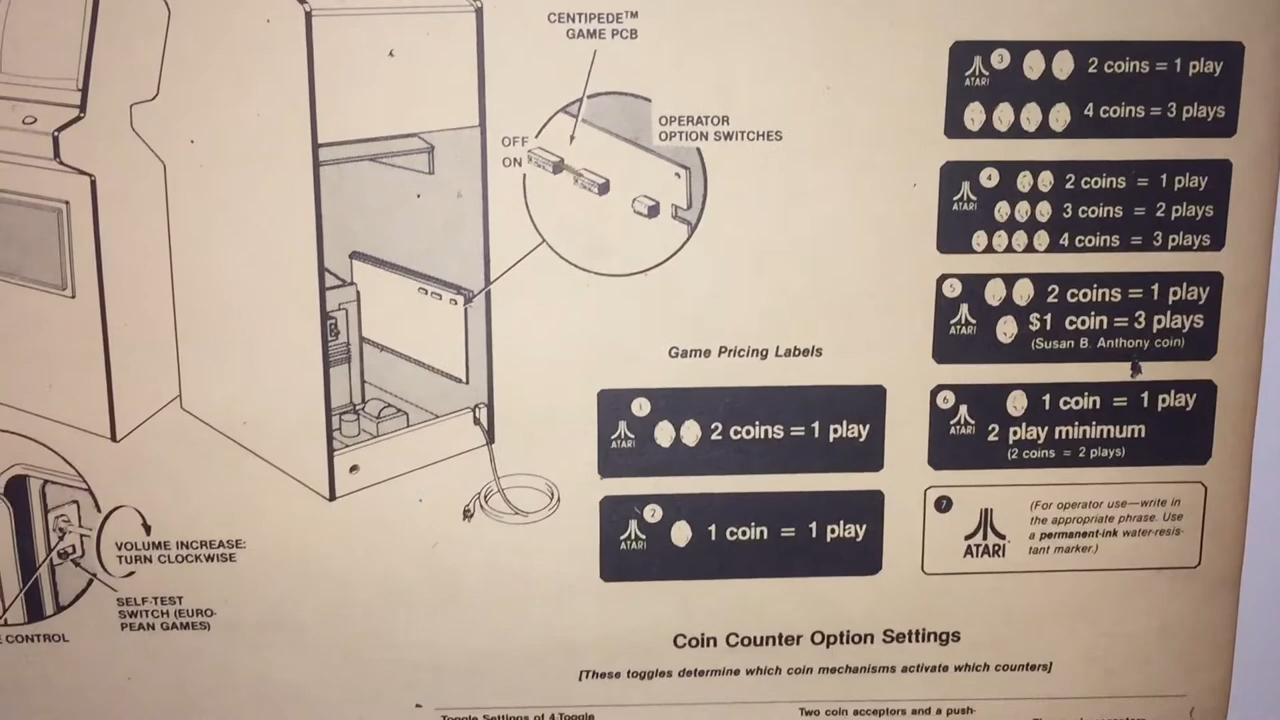 CENTIPEDE™
GAME PCB
OPERATOR
OPTION SWITCHES
OFF
ON
VOLUME INCREASE:
TURN CLOCKWISE
SELF-TEST
SWITCH (EURO-
PEAN GAMES)
CONTROL
Game Pricing Labels
1
ATARI
2 coins = 1 play
2
ATARI
1 coin = 1 play
3
ATARI
2 coins = 1 play
4 coins = 3 plays
4
ATARI
2 coins = 1 play
3 coins = 2 plays
4 coins = 3 plays
5
ATARI
2 coins = 1 play
$1 coin = 3 plays
(Susan B. Anthony coin)
6
ATARI
1 coin = 1 play
2 play minimum
(2 coins = 2 plays)
7
ATARI
(For operator use—write in
the appropriate phrase. Use
a permanent-ink water-resis-
tant marker.)
Coin Counter Option Settings
[These toggles determine which coin mechanisms activate which counters]
Toggle Settings of 4-Toggle
Two coin acceptors and a push-